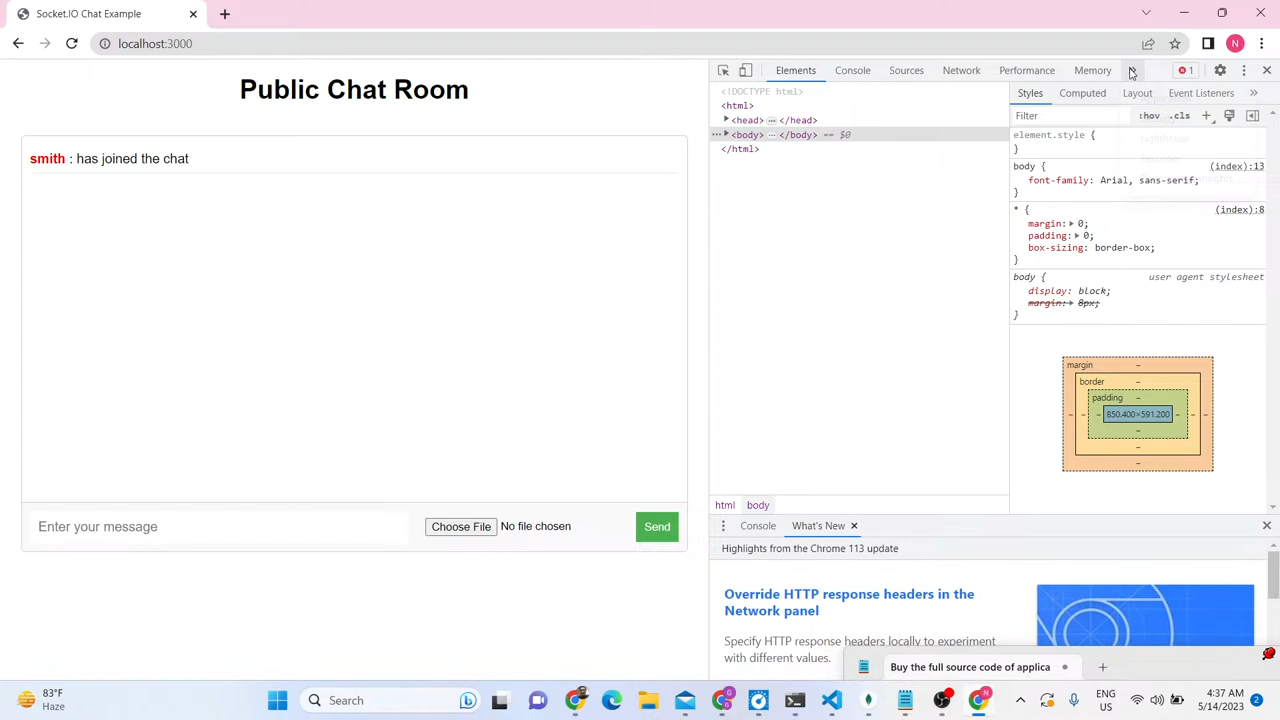 Socket.IO Chat Example
localhost:3000
N
Public Chat Room
smith : has joined the chat
Enter your message
Choose File No file chosen
Send
Elements Console Sources Network Performance Memory
1
<!DOCTYPE html>
<html>
<head> ... </head>
<body> ... </body> == $0
</html>
html body
Styles Computed Layout Event Listeners
Filter :hov .cls
element.style {
}
body { (index):13
font-family: Arial, sans-serif;
}
* { (index):8
margin: 0;
padding: 0;
box-sizing: border-box;
}
body { user agent stylesheet
display: block;
margin: 8px;
}
margin
border
padding
850.400×591.200
Console What's New
Highlights from the Chrome 113 update
Override HTTP response headers in the
Network panel
Specify HTTP response headers locally to experiment
with different values.
Buy the full source code of applica
83°F
Haze
Search
ENG
US
4:37 AM
5/14/2023
2